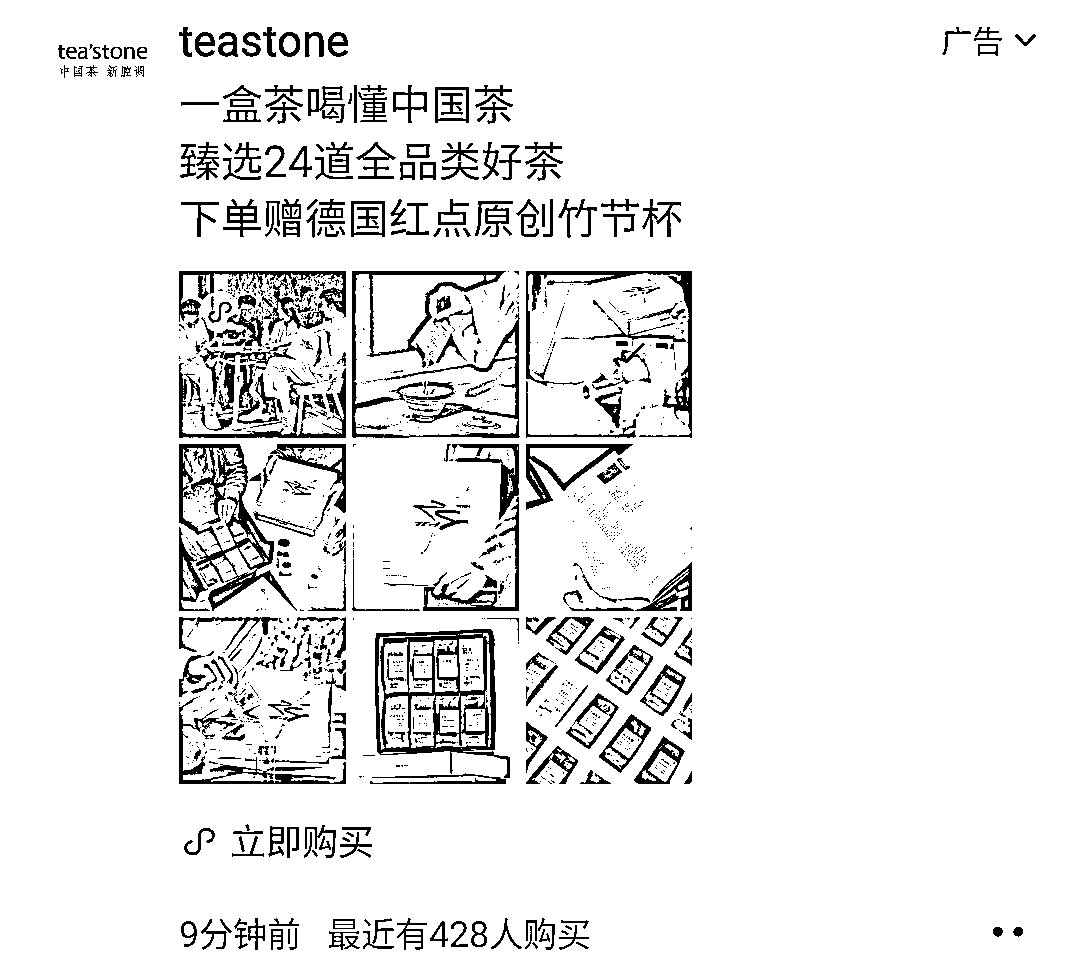 tea'stone
中国茶 新腔调
teastone
广告
一盒茶喝懂中国茶
臻选24道全品类好茶
下单赠德国红点原创竹节杯
立即购买
9分钟前 最近有428人购买